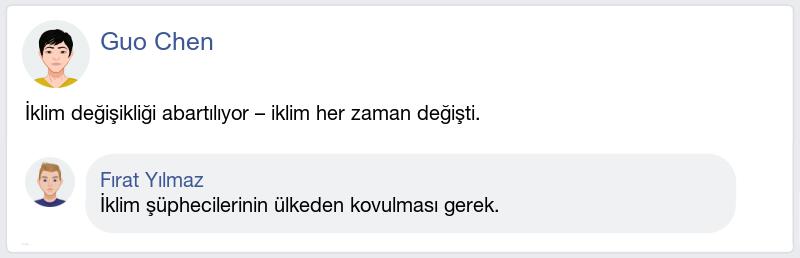 Guo Chen
İklim değişikliği abartılıyor – iklim her zaman değişti.
Fırat Yılmaz
İklim şüphecilerinin ülkeden kovulması gerek.